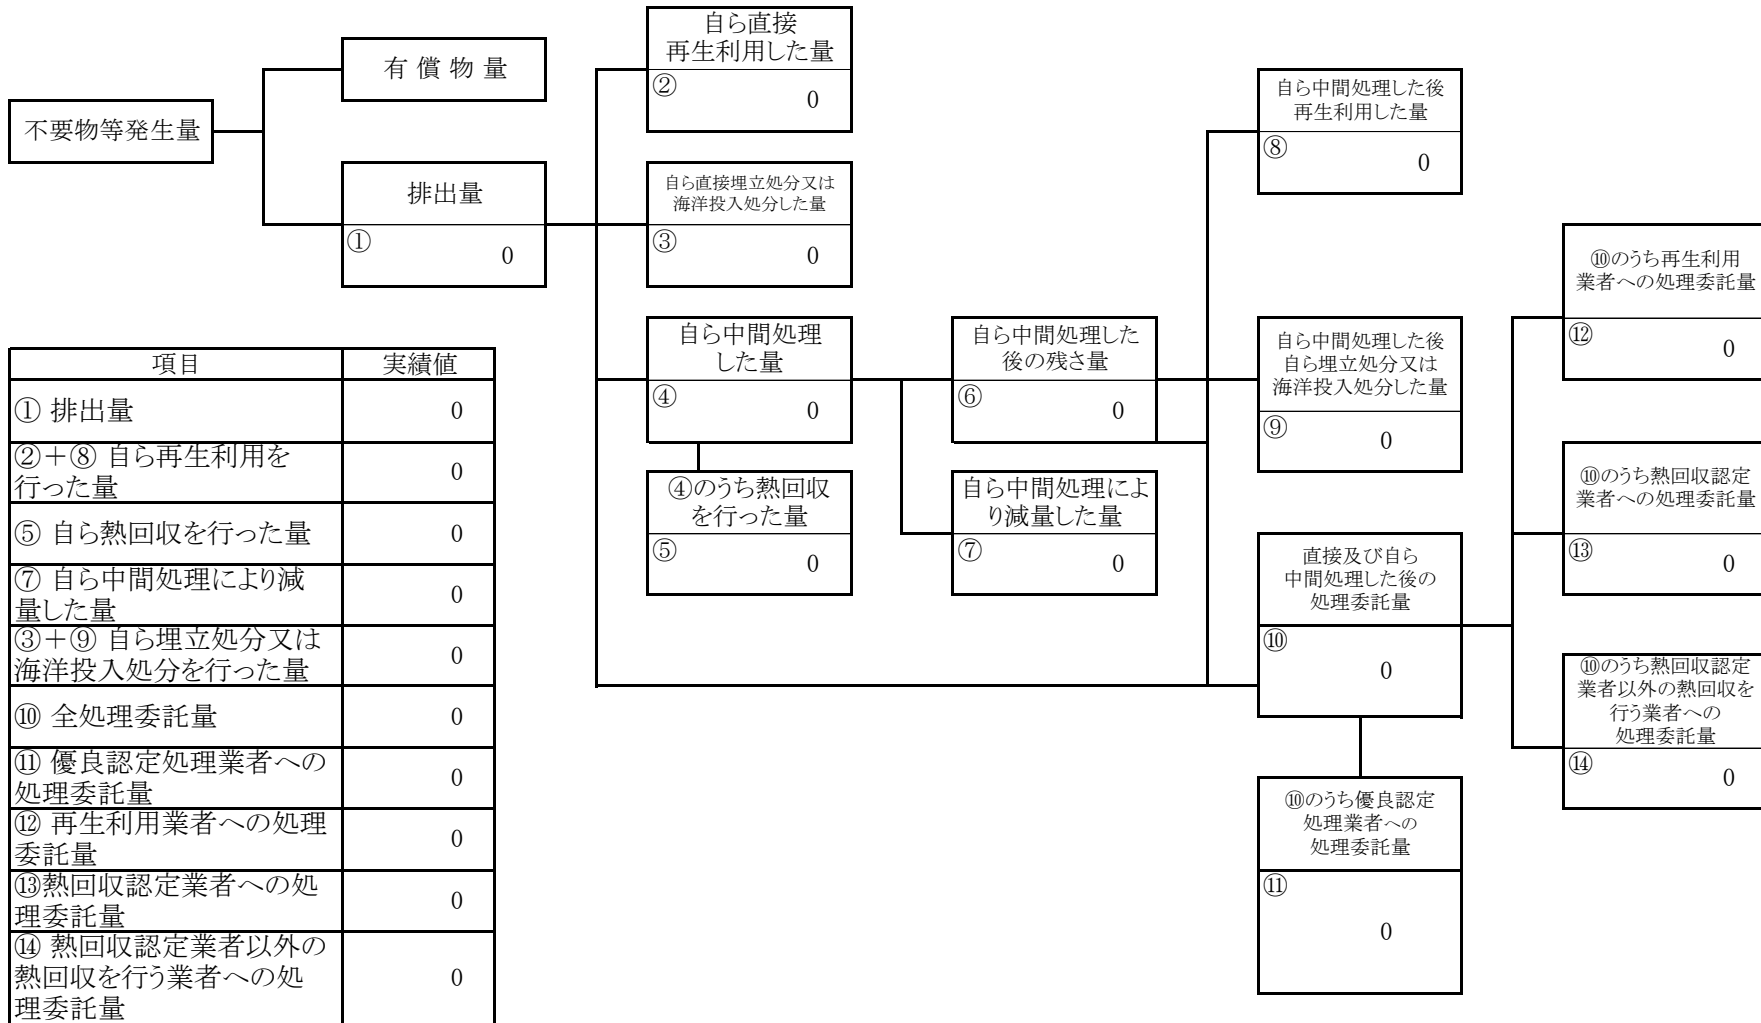 不要物等発生量
有 償 物 量
排出量
①
0
自ら直接
再生利用した量
②
0
自ら直接埋立処分又は
海洋投入処分した量
③
0
自ら中間処理
した量
④
0
④のうち熱回収
を行った量
⑤
0
自ら中間処理した
後の残さ量
⑥
0
自ら中間処理によ
り減量した量
⑦
0
自ら中間処理した後
再生利用した量
⑧
0
自ら中間処理した後
自ら埋立処分又は
海洋投入処分した量
⑨
0
直接及び自ら
中間処理した後の
処理委託量
⑩
0
⑩のうち優良認定
処理業者への
処理委託量
⑪
0
⑩のうち再生利用
業者への処理委託量
⑫
0
⑩のうち熱回収認定
業者への処理委託量
⑬
0
⑩のうち熱回収認定
業者以外の熱回収を
行う業者への
処理委託量
⑭
0
項目 実績値
① 排出量 0
②＋⑧ 自ら再生利用を
行った量 0
⑤ 自ら熱回収を行った量 0
⑦ 自ら中間処理により減
量した量 0
③＋⑨ 自ら埋立処分又は
海洋投入処分を行った量 0
⑩ 全処理委託量 0
⑪ 優良認定処理業者への
処理委託量 0
⑫ 再生利用業者への処理
委託量 0
⑬熱回収認定業者への処
理委託量 0
⑭ 熱回収認定業者以外の
熱回収を行う業者への処 0
理委託量